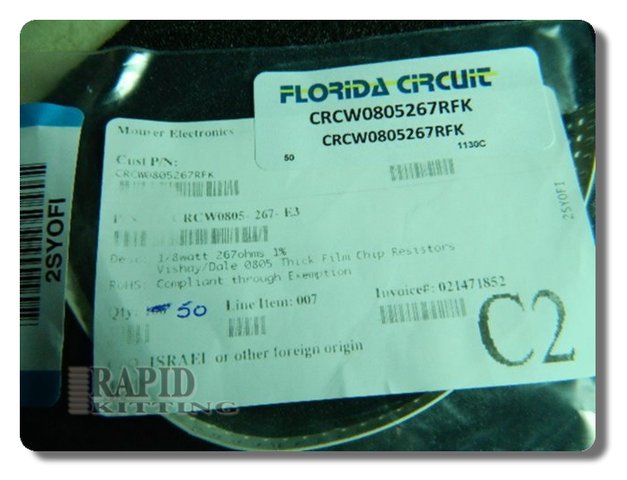 FLORIDA CIRCUIT
CRCW0805267RFK
CRCW0805267RFK
50
1130C
Mouser Electronics
Cust P/N:
CRCW0805267RFK
CRCW0805- 267- E3
Desc: 1/8watt 267ohms 1%
Vishay/Dale 0805 Thick Film Chip Resistors
RoHS: Compliant through Exemption
Qty: 50
Line Item: 007
Invoice#: 021471852
ISRAEL or other foreign origin
C2
2SYOFI
2SYOFI
RAPID
KITTING